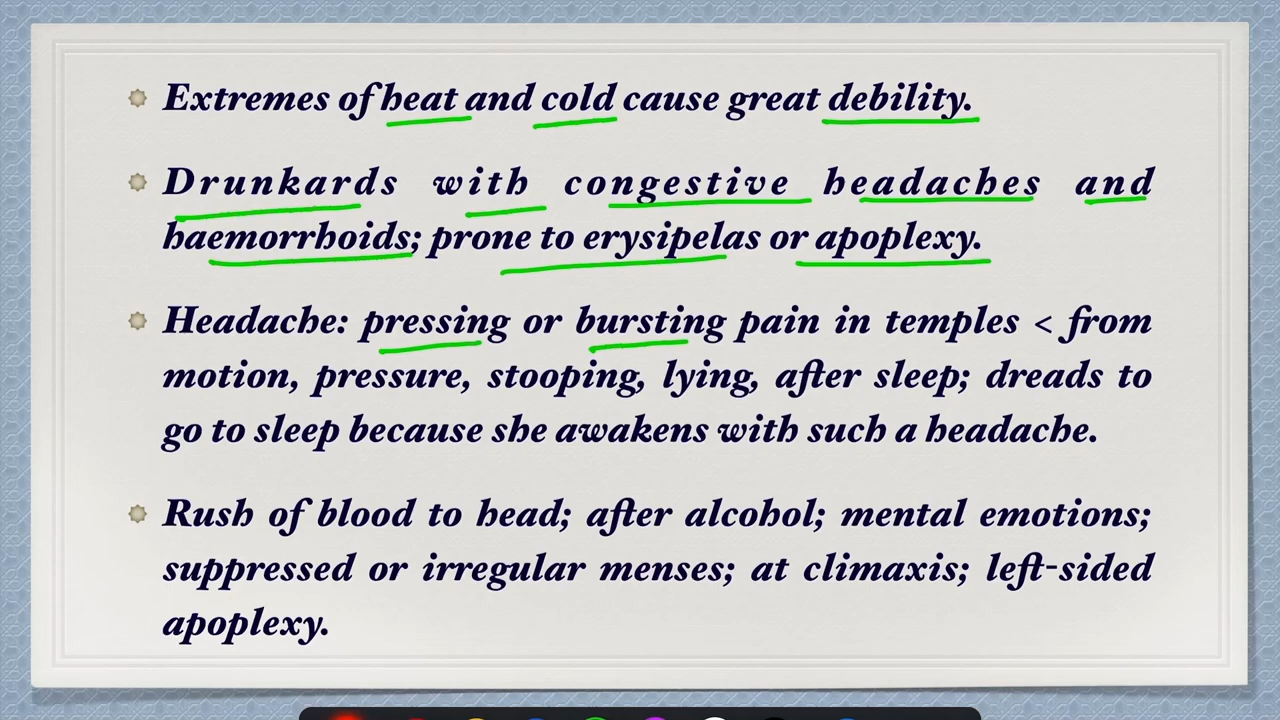 Extremes of heat and cold cause great debility.
Drunkards with congestive headaches and
haemorrhoids; prone to erysipelas or apoplexy.
Headache: pressing or bursting pain in temples < from
motion, pressure, stooping, lying, after sleep; dreads to
go to sleep because she awakens with such a headache.
Rush of blood to head; after alcohol; mental emotions;
suppressed or irregular menses; at climaxis; left-sided
apoplexy.